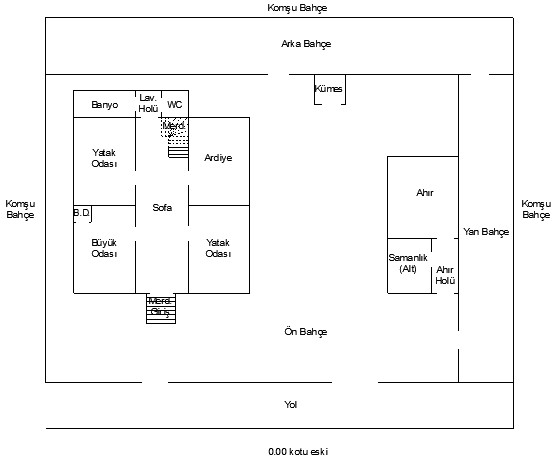 Komşu Bahçe
Arka Bahçe
Kümes
Banyo
Lav.
Holü
WC
Merd.
Yatak
Odası
Ardiye
Ahır
Komşu
Bahçe
Sofa
Komşu
Bahçe
B.D.
Yan Bahçe
Büyük
Odası
Yatak
Odası
Samanlık
(Alt)
Ahır
Holü
Merd.
Giriş
Ön Bahçe
Yol
0.00 kotu eski